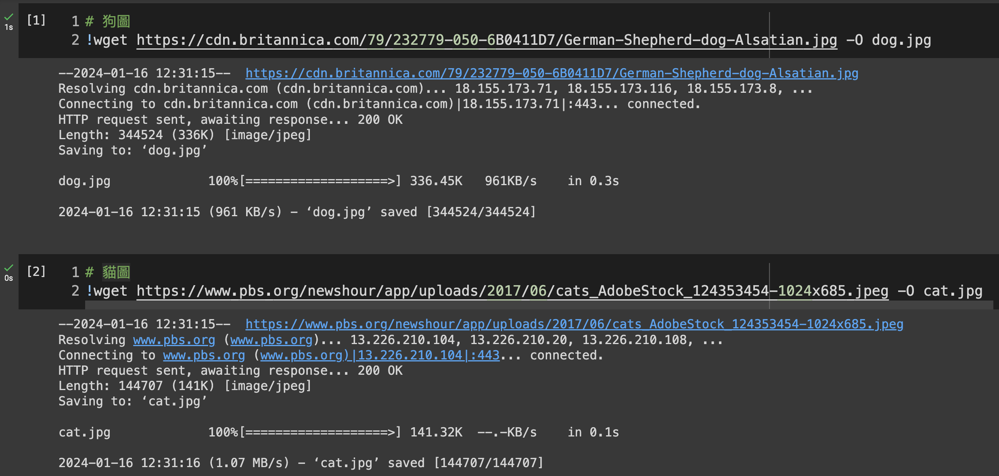 [1] 1 # 狗圖
1s 2 !wget https://cdn.britannica.com/79/232779-050-6B0411D7/German-Shepherd-dog-Alsatian.jpg -O dog.jpg
--2024-01-16 12:31:15--  https://cdn.britannica.com/79/232779-050-6B0411D7/German-Shepherd-dog-Alsatian.jpg
Resolving cdn.britannica.com (cdn.britannica.com)... 18.155.173.71, 18.155.173.116, 18.155.173.8, ...
Connecting to cdn.britannica.com (cdn.britannica.com)|18.155.173.71|:443... connected.
HTTP request sent, awaiting response... 200 OK
Length: 344524 (336K) [image/jpeg]
Saving to: ‘dog.jpg’
dog.jpg             100%[===================>] 336.45K   961KB/s    in 0.3s
2024-01-16 12:31:15 (961 KB/s) - ‘dog.jpg’ saved [344524/344524]
[2] 1 # 貓圖
0s 2 !wget https://www.pbs.org/newshour/app/uploads/2017/06/cats_AdobeStock_124353454-1024x685.jpeg -O cat.jpg
--2024-01-16 12:31:15--  https://www.pbs.org/newshour/app/uploads/2017/06/cats_AdobeStock_124353454-1024x685.jpeg
Resolving www.pbs.org (www.pbs.org)... 13.226.210.104, 13.226.210.20, 13.226.210.108, ...
Connecting to www.pbs.org (www.pbs.org)|13.226.210.104|:443... connected.
HTTP request sent, awaiting response... 200 OK
Length: 144707 (141K) [image/jpeg]
Saving to: ‘cat.jpg’
cat.jpg             100%[===================>] 141.32K  --.-KB/s    in 0.1s
2024-01-16 12:31:16 (1.07 MB/s) - ‘cat.jpg’ saved [144707/144707]